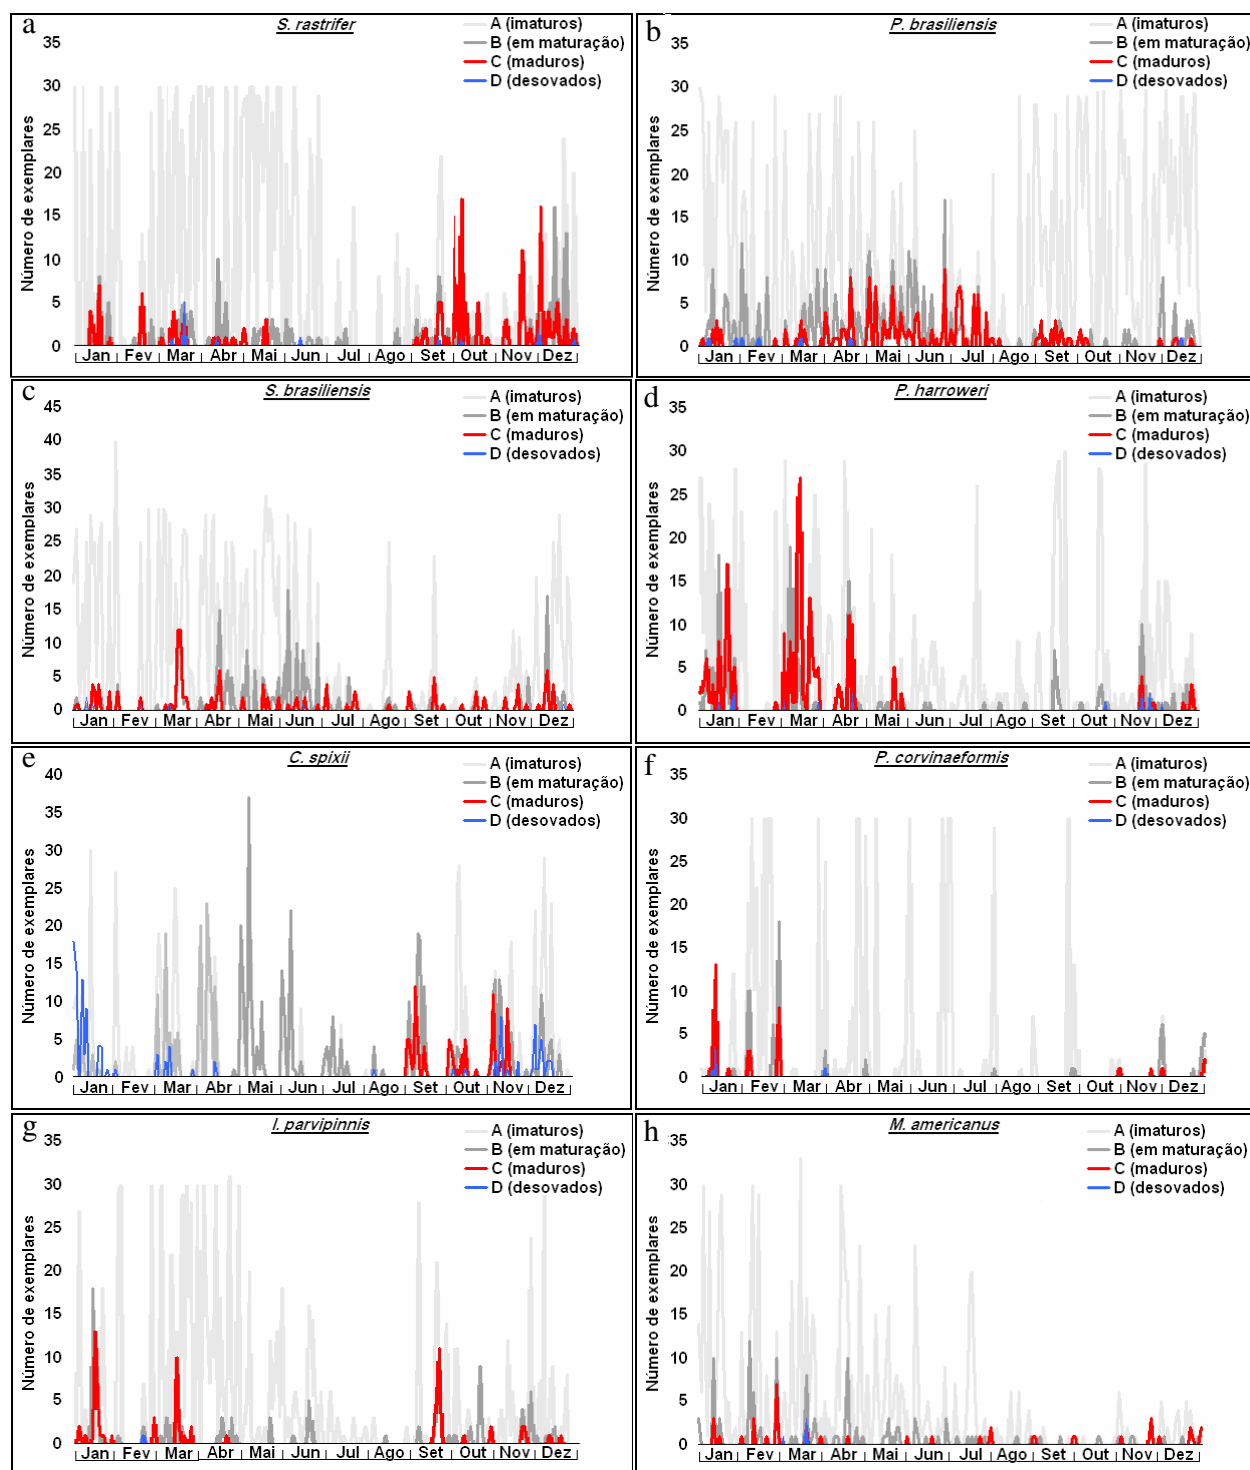 a
S. rastrifer
A (imaturos)
B (em maturação)
C (maduros)
D (desovados)
Número de exemplares
35
30
25
20
15
10
5
0
Jan Fev Mar Abr Mai Jun Jul Ago Set Out Nov Dez
b
P. brasiliensis
A (imaturos)
B (em maturação)
C (maduros)
D (desovados)
Número de exemplares
35
30
25
20
15
10
5
0
Jan Fev Mar Abr Mai Jun Jul Ago Set Out Nov Dez
c
S. brasiliensis
A (imaturos)
B (em maturação)
C (maduros)
D (desovados)
Número de exemplares
45
40
35
30
25
20
15
10
5
0
Jan Fev Mar Abr Mai Jun Jul Ago Set Out Nov Dez
d
P. harroweri
A (imaturos)
B (em maturação)
C (maduros)
D (desovados)
Número de exemplares
35
30
25
20
15
10
5
0
Jan Fev Mar Abr Mai Jun Jul Ago Set Out Nov Dez
e
C. spixii
A (imaturos)
B (em maturação)
C (maduros)
D (desovados)
Número de exemplares
40
35
30
25
20
15
10
5
0
Jan Fev Mar Abr Mai Jun Jul Ago Set Out Nov Dez
f
P. corvinaeformis
A (imaturos)
B (em maturação)
C (maduros)
D (desovados)
Número de exemplares
35
30
25
20
15
10
5
0
Jan Fev Mar Abr Mai Jun Jul Ago Set Out Nov Dez
g
I. parvipinnis
A (imaturos)
B (em maturação)
C (maduros)
D (desovados)
Número de exemplares
35
30
25
20
15
10
5
0
Jan Fev Mar Abr Mai Jun Jul Ago Set Out Nov Dez
h
M. americanus
A (imaturos)
B (em maturação)
C (maduros)
D (desovados)
Número de exemplares
35
30
25
20
15
10
5
0
Jan Fev Mar Abr Mai Jun Jul Ago Set Out Nov Dez